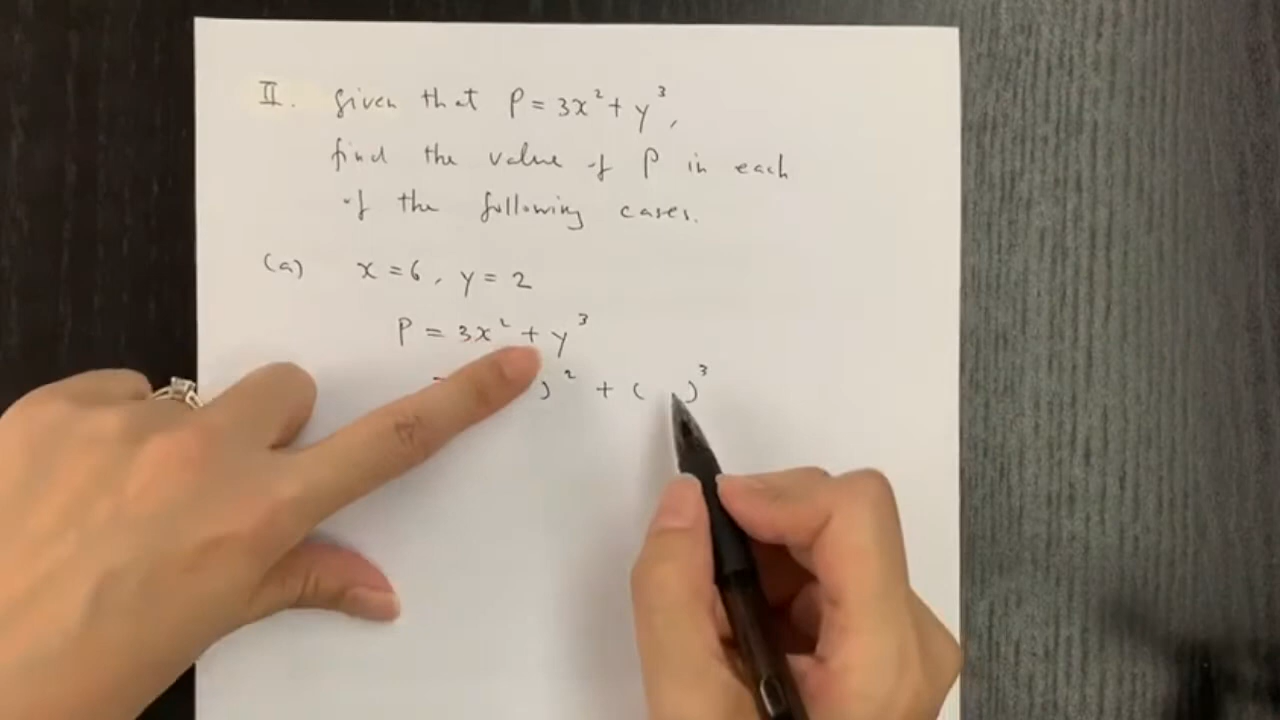 II. Given that P = 3x² + y³,
find the value of P in each
of the following cases.
(a) x = 6, y = 2
P = 3x² + y³
)² + ( )³